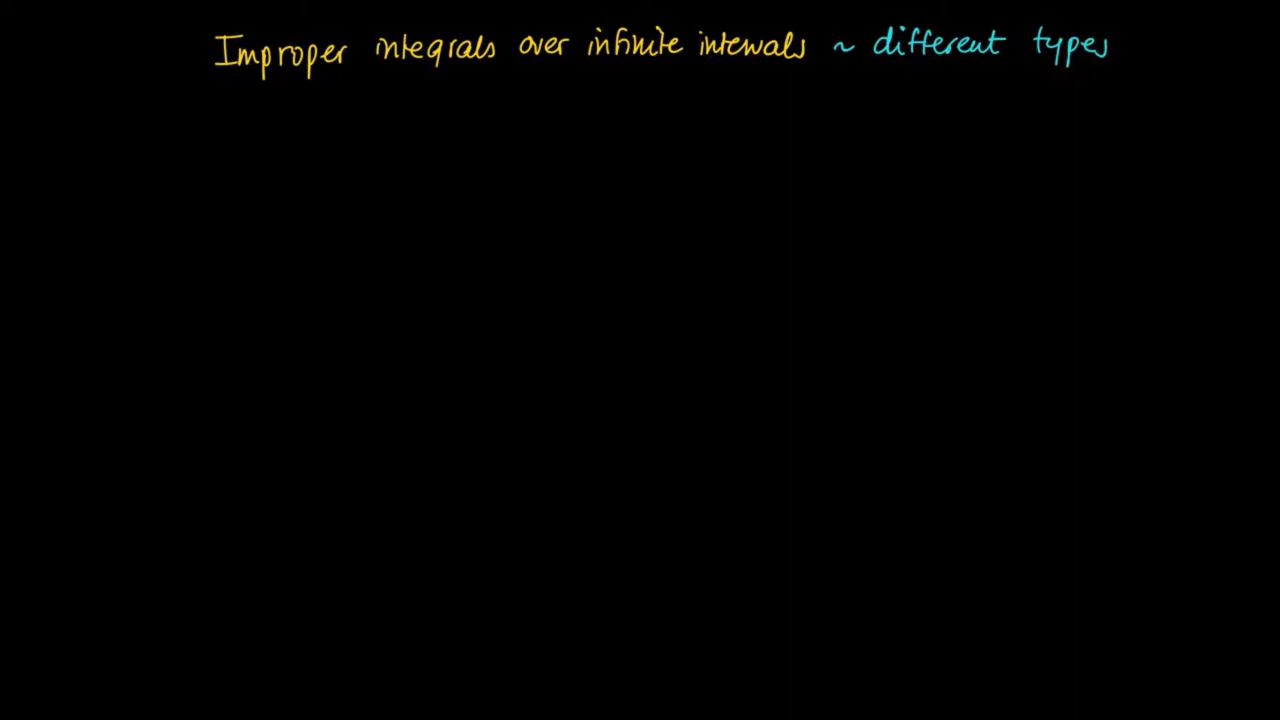 Improper integrals over infinite intervals ~ different types